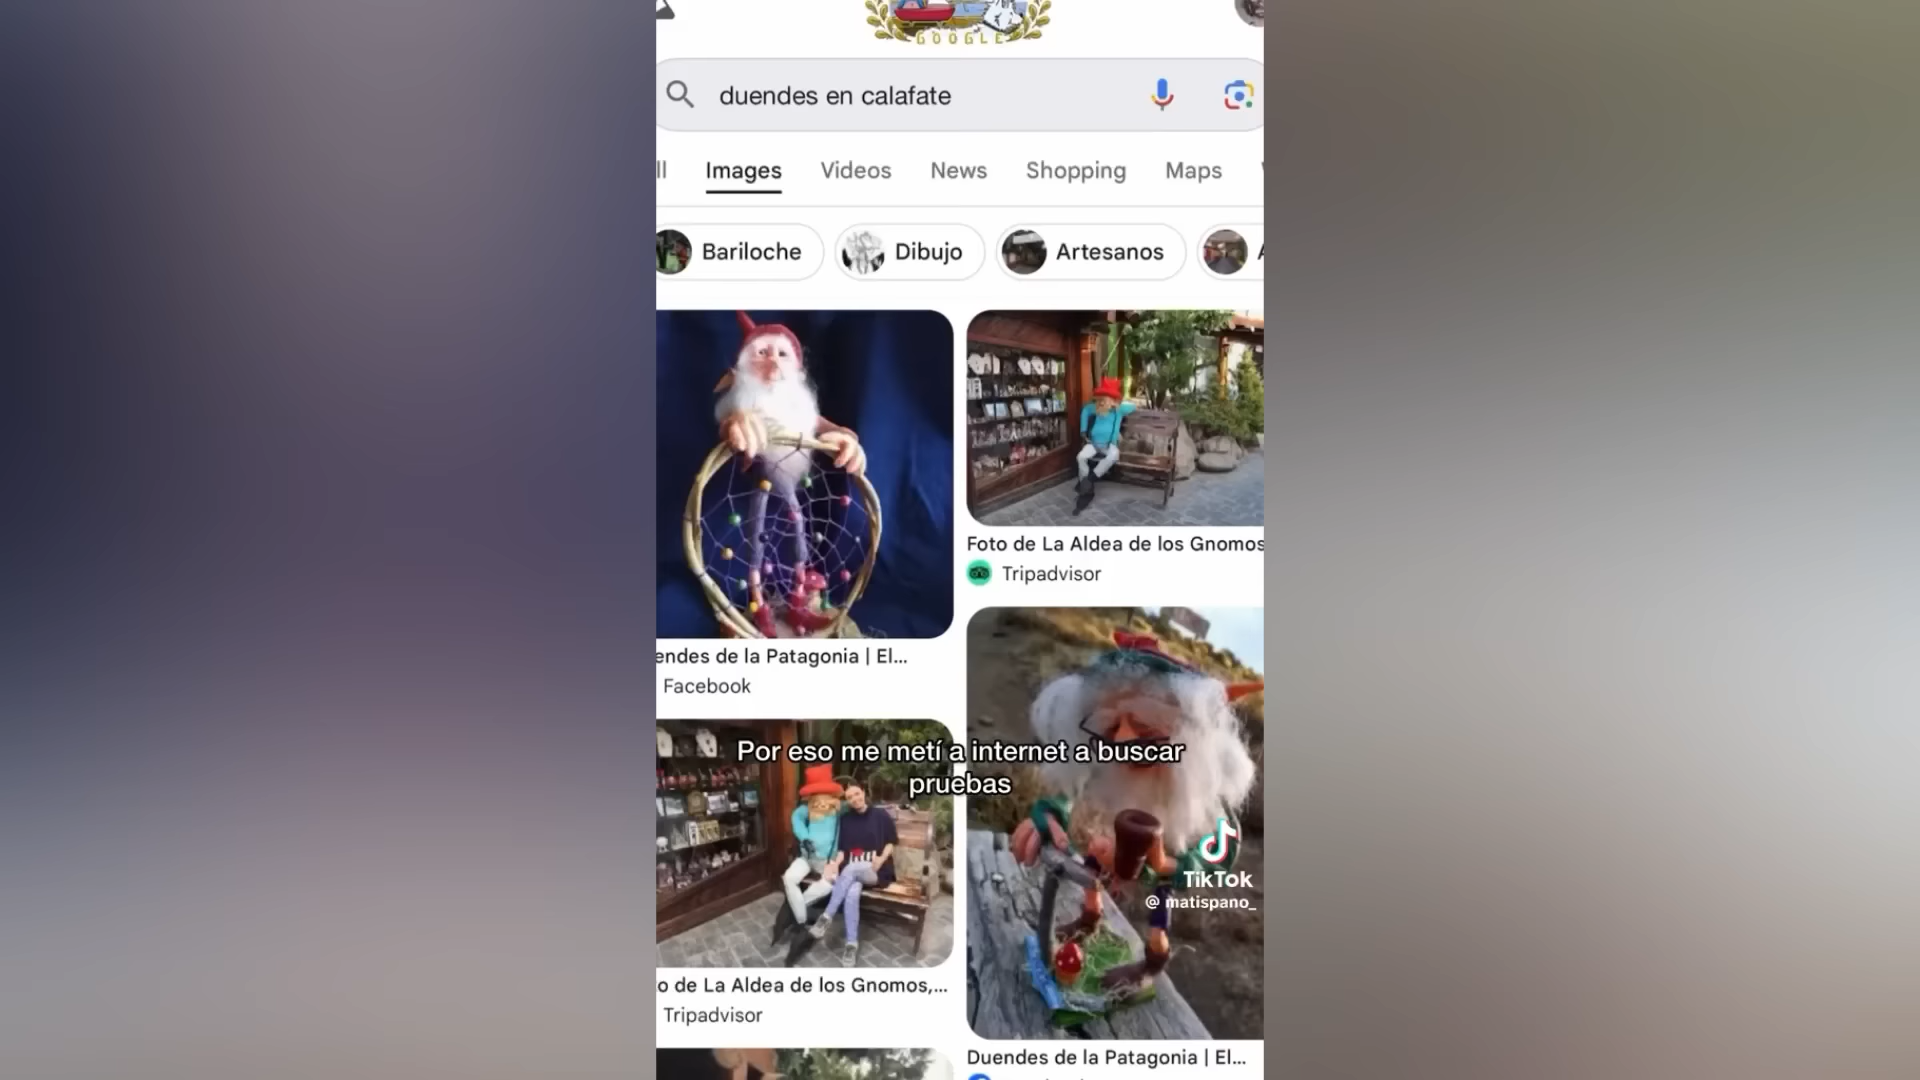 GOOGLE
duendes en calafate
ll Images Videos News Shopping Maps
Bariloche Dibujo Artesanos A
Foto de La Aldea de los Gnomos
Tripadvisor
endes de la Patagonia | El...
Facebook
Por eso me metí a internet a buscar
pruebas
TikTok
@ matispano_
o de La Aldea de los Gnomos,...
Tripadvisor
Duendes de la Patagonia | El...